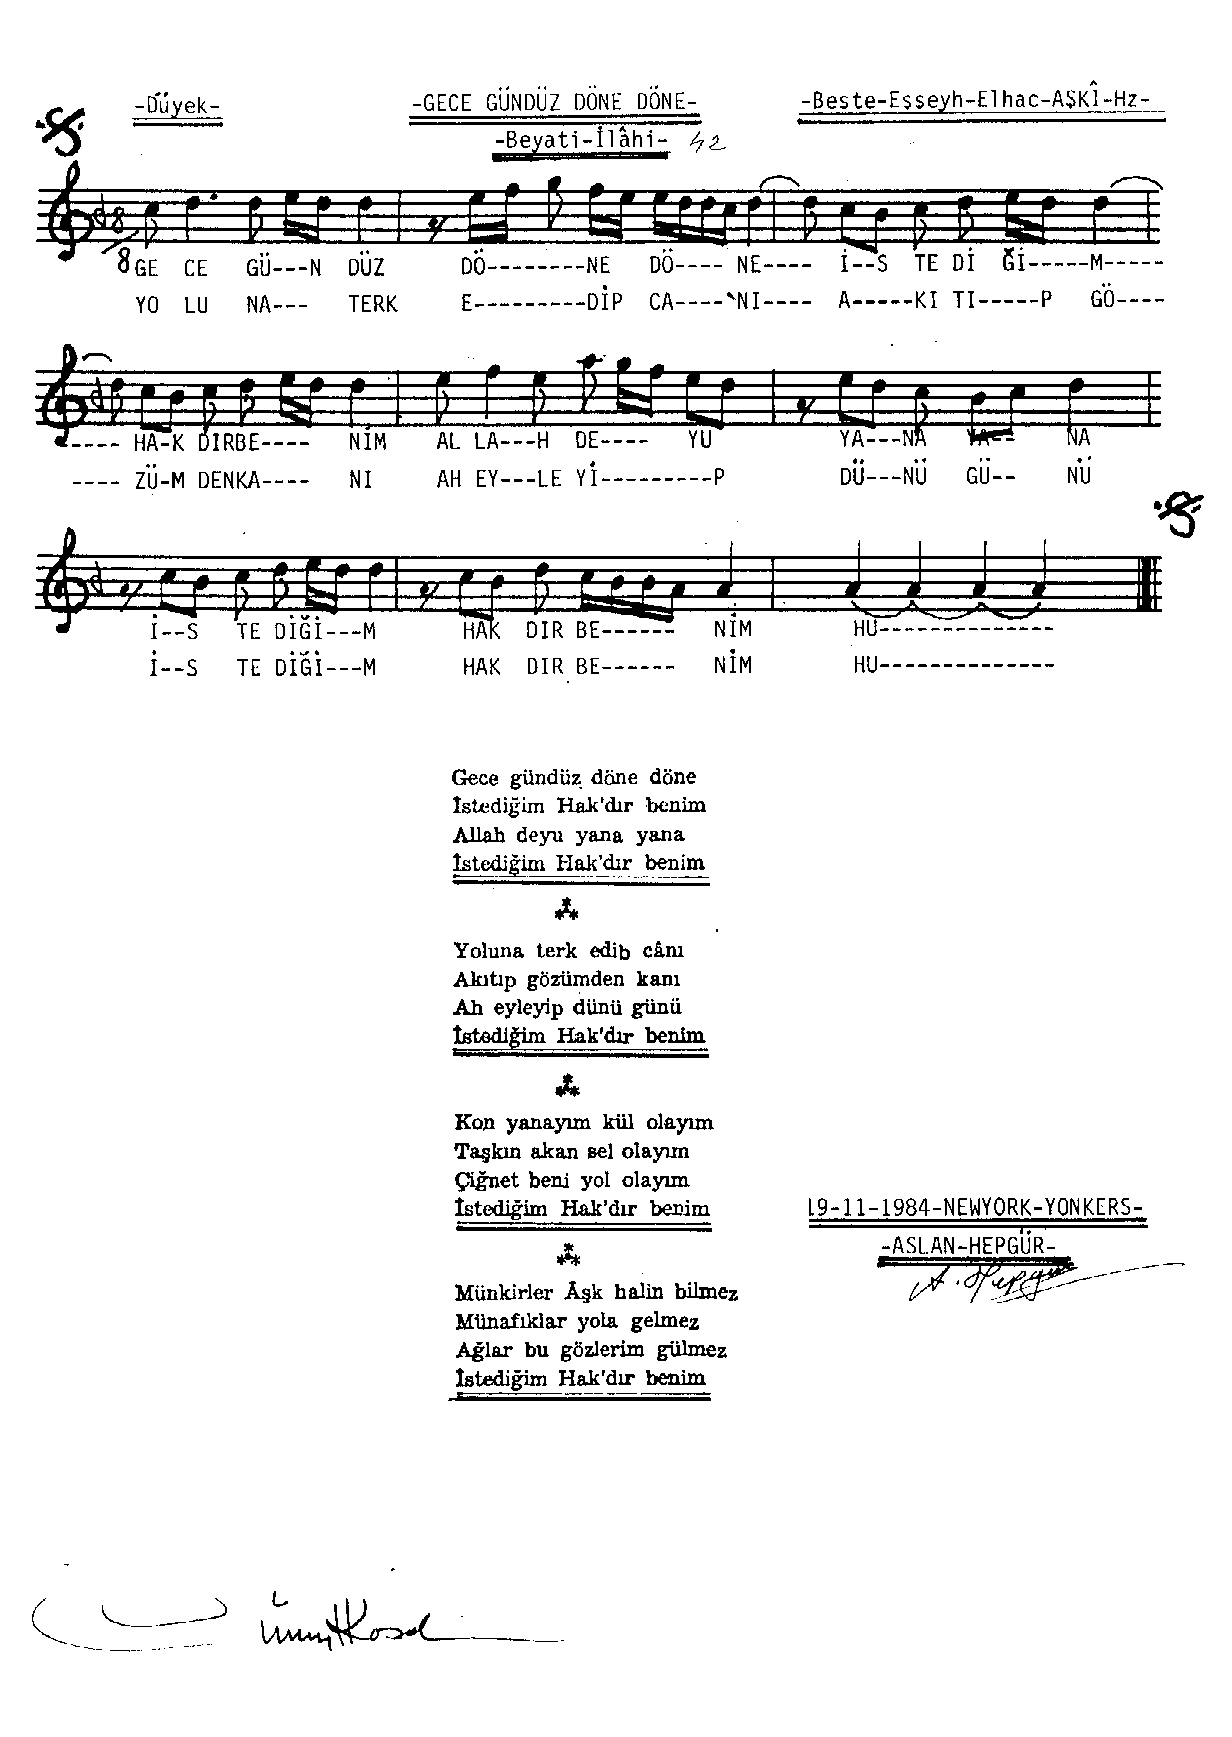 -Düyek-
-GECE GÜNDÜZ DÖNE DÖNE-
-Beste-Eşseyh-Elhac-AŞKÎ-Hz-
-Beyati-İlâhi- 42
8/8
GE CE GÜ---N DÜZ DÖ--------NE DÖ---- NE---- İ--S TE Dİ Ğİ-----M-----
YO LU NA--- TERK E---------DİP CA----NI---- A-----KI TI-----P GÖ----
---- HA-K DIRBE---- NİM AL LA---H DE---- YU YA---NA YA-- NA
---- ZÜ-M DENKA---- NI AH EY---LE Yİ---------P DÜ---NÜ GÜ-- NÜ
İ--S TE DİĞİ---M HAK DIR BE------ NİM HU--------------
İ--S TE DİĞİ---M HAK DIR BE------ NİM HU--------------
Gece gündüz döne döne
İstediğim Hak'dır benim
Allah deyu yana yana
İstediğim Hak'dır benim
Yoluna terk edib cânı
Akıtıp gözümden kanı
Ah eyleyip dünü günü
İstediğim Hak'dır benim
Kon yanayım kül olayım
Taşkın akan sel olayım
Çiğnet beni yol olayım
İstediğim Hak'dır benim
19-11-1984-NEWYORK-YONKERS-
-ASLAN-HEPGÜR-
A. Hepgür
Münkirler Âşk halin bilmez
Münafıklar yola gelmez
Ağlar bu gözlerim gülmez
İstediğim Hak'dır benim